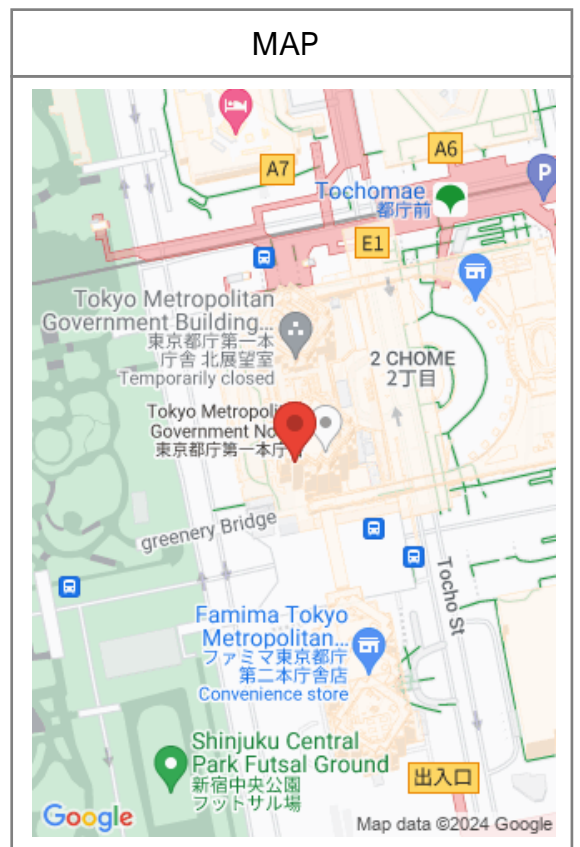 MAP
A7
A6
P
Tochomae
都庁前
E1
Tokyo Metropolitan
Government Building...
東京都庁第一本
庁舎 北展望室
Temporarily closed
2 CHOME
2丁目
Tokyo Metropoli
Government No
東京都庁第一本庁
greenery Bridge
Tocho St
Famima Tokyo
Metropolitan...
ファミマ東京都庁
第二本庁舎店
Convenience store
Shinjuku Central
Park Futsal Ground
新宿中央公園
フットサル場
出入口
Google
Map data ©2024 Google